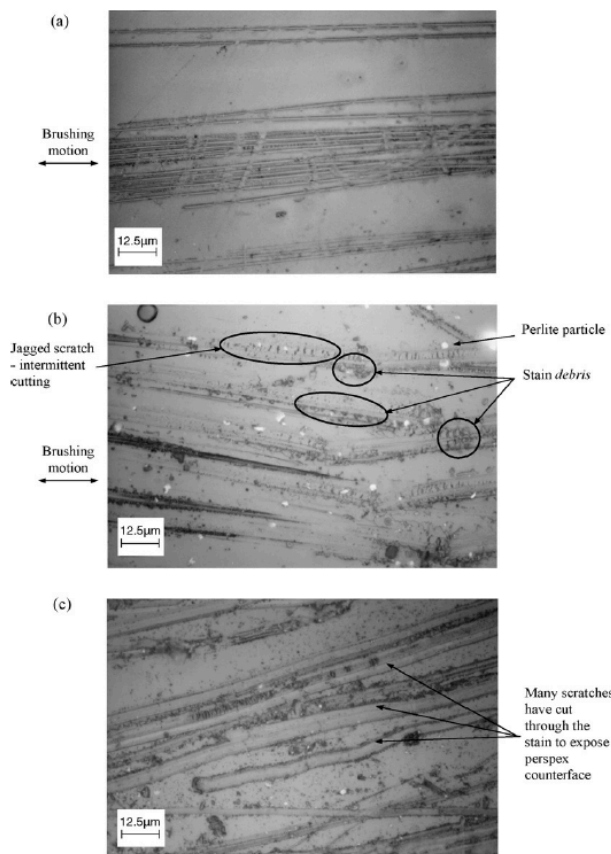 (a)
Brushing
motion
12.5µm
(b)
Jagged scratch
- intermittent
cutting
Perlite particle
Stain debris
Brushing
motion
12.5µm
(c)
Many scratches
have cut
through the
stain to expose
perspex
counterface
12.5µm